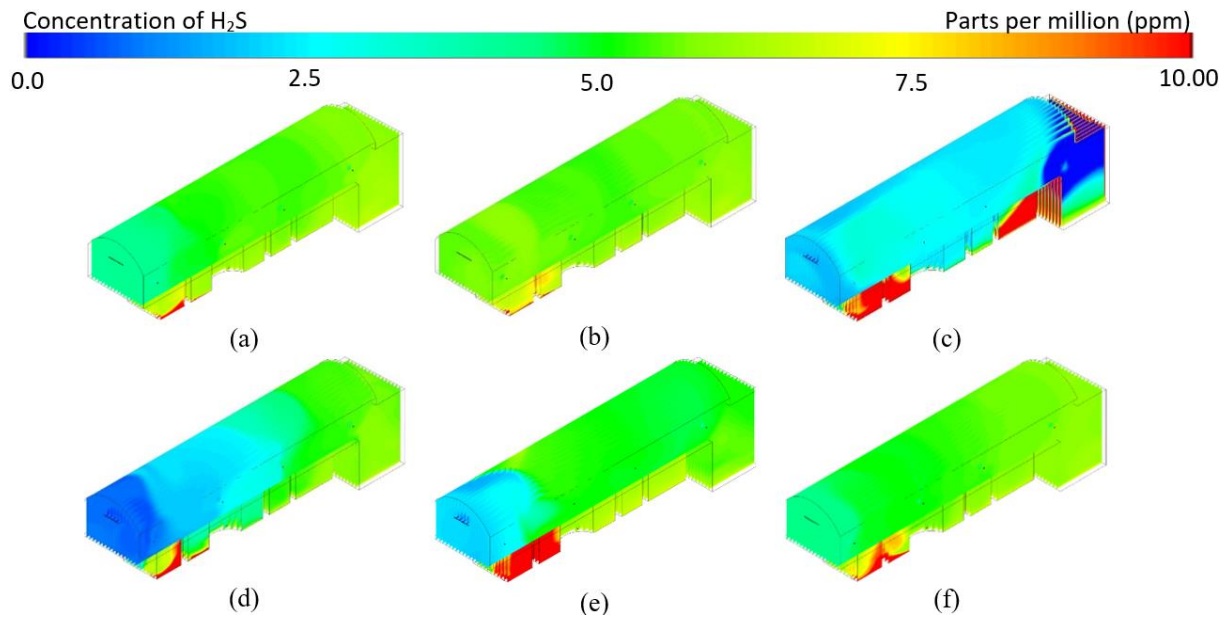 Concentration of H₂S Parts per million (ppm)
0.0 2.5 5.0 7.5 10.00
(a) (b) (c)
(d) (e) (f)